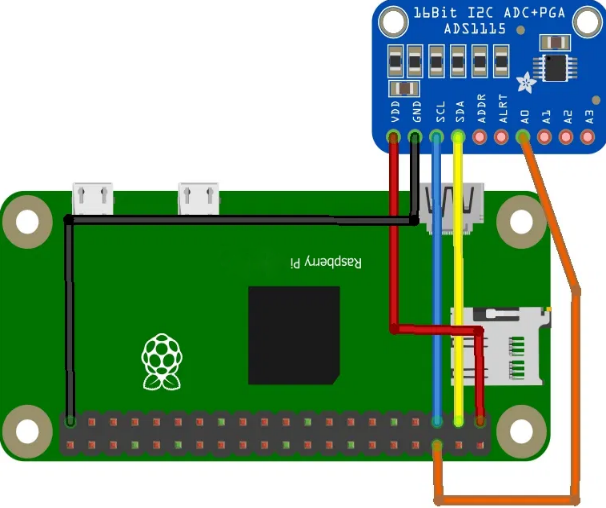 16Bit I2C ADC+PGA
ADS1115
VDD GND SCL SDA ADDR ALRT A0 A1 A2 A3
Raspberry Pi